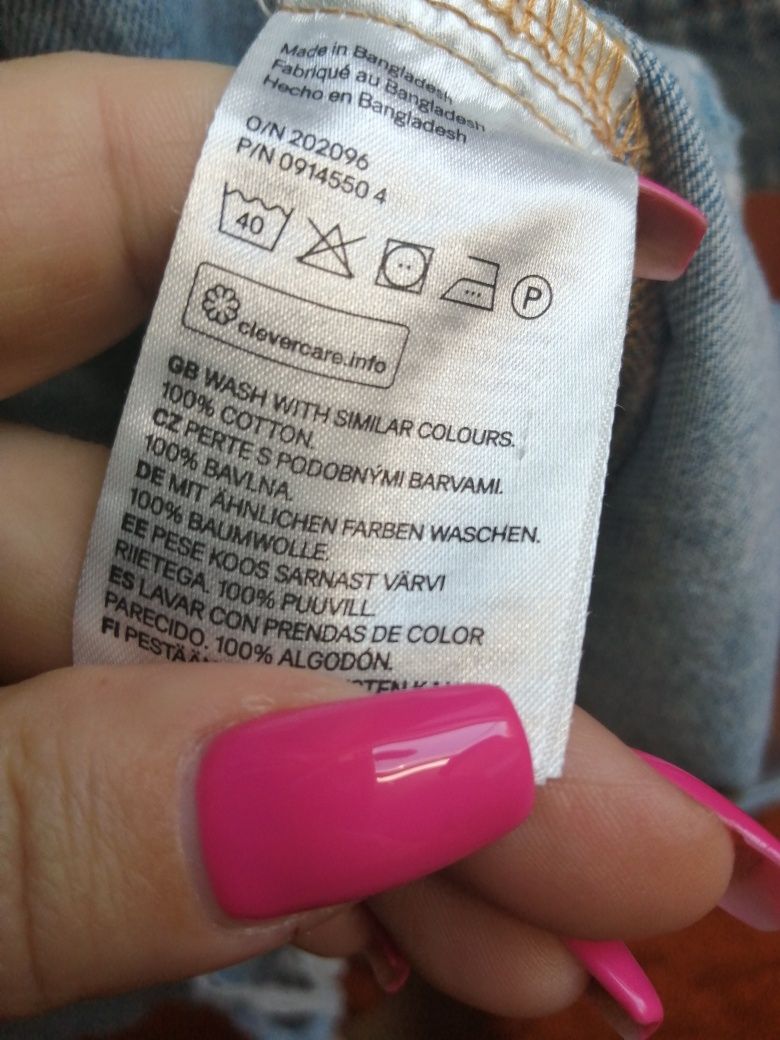 Made in Bangladesh
Fabriqué au Bangladesh
Hecho en Bangladesh
O/N 202096
P/N 0914550 4
40
P
clevercare.info
GB WASH WITH SIMILAR COLOURS.
100% COTTON.
CZ PERTE S PODOBNÝMI BARVAMI.
100% BAVLNA.
DE MIT ÄHNLICHEN FARBEN WASCHEN.
100% BAUMWOLLE.
EE PESE KOOS SARNAST VÄRVI
RIIETEGA. 100% PUUVILL.
ES LAVAR CON PRENDAS DE COLOR
PARECIDO. 100% ALGODÓN.
FI